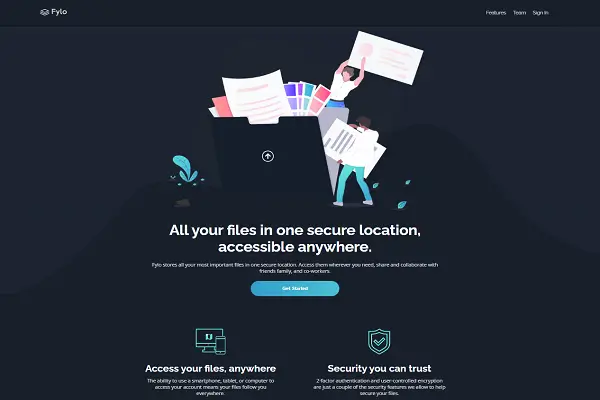 Fylo
Features Team Sign In
All your files in one secure location,
accessible anywhere.
Fylo stores all your most important files in one secure location. Access them wherever you need, share and collaborate with
friends family, and co-workers.
Get Started
Access your files, anywhere
The ability to use a smartphone, tablet, or computer to
access your account means your files follow you
everywhere.
Security you can trust
2-factor authentication and user-controlled encryption
are just a couple of the security features we allow to help
secure your files.